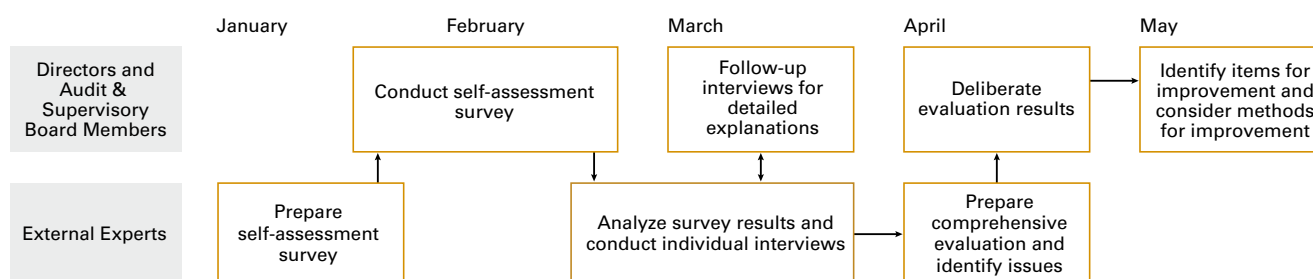 January
February
March
April
May
Directors and
Audit &
Supervisory
Board Members
Conduct self-assessment
survey
Follow-up
interviews for
detailed
explanations
Deliberate
evaluation results
Identify items for
improvement and
consider methods
for improvement
External Experts
Prepare
self-assessment
survey
Analyze survey results and
conduct individual interviews
Prepare
comprehensive
evaluation and
identify issues